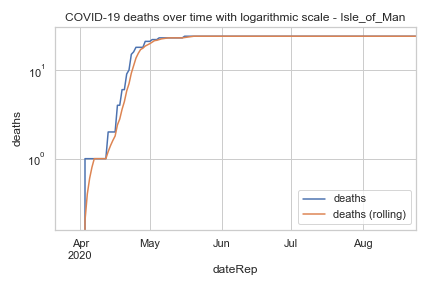 COVID-19 deaths over time with logarithmic scale - Isle_of_Man
deaths
10¹
10⁰
deaths
deaths (rolling)
Apr
2020
May
Jun
Jul
Aug
dateRep